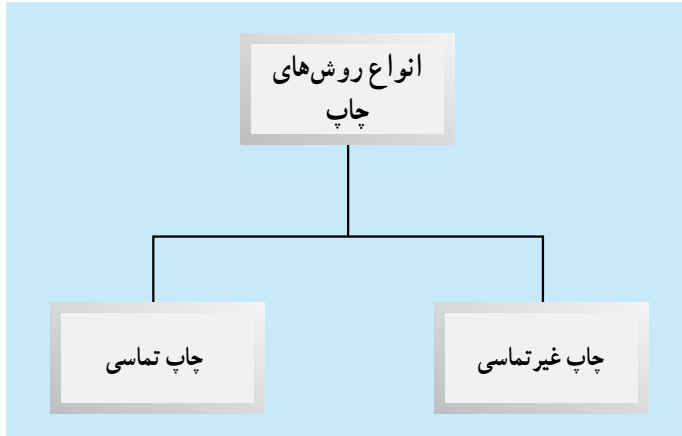 انواع روش‌های
چاپ
چاپ غیرتماسی
چاپ تماسی